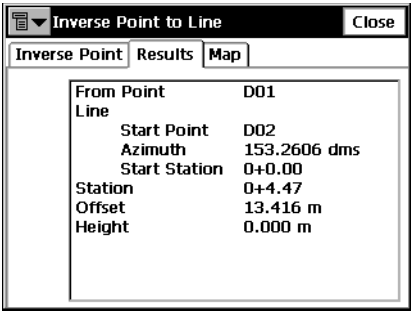 Inverse Point to Line Close
Inverse Point Results Map
From Point D01
Line
Start Point D02
Azimuth 153.2606 dms
Start Station 0+0.00
Station 0+4.47
Offset 13.416 m
Height 0.000 m